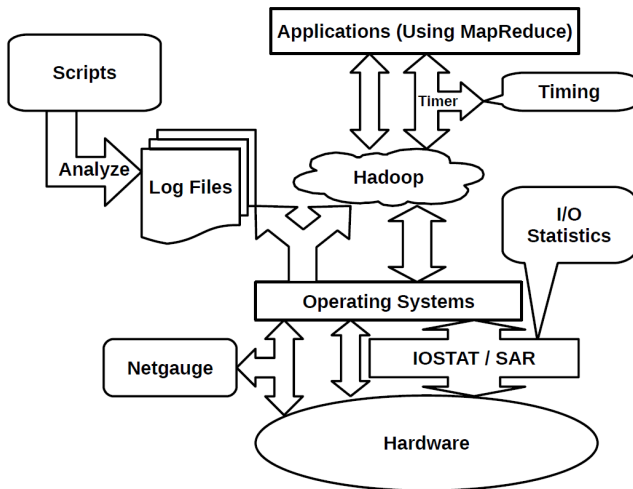 Applications (Using MapReduce)
Scripts
Timer
Timing
Analyze
Log Files
Hadoop
I/O
Statistics
Operating Systems
Netgauge
IOSTAT / SAR
Hardware